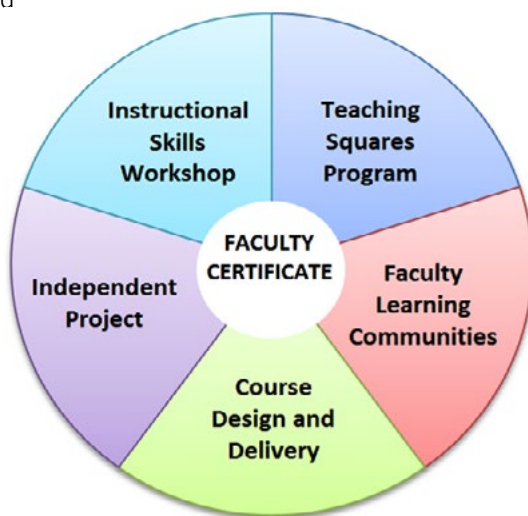 Instructional
Skills
Workshop
Teaching
Squares
Program
FACULTY
CERTIFICATE
Independent
Project
Faculty
Learning
Communities
Course
Design and
Delivery